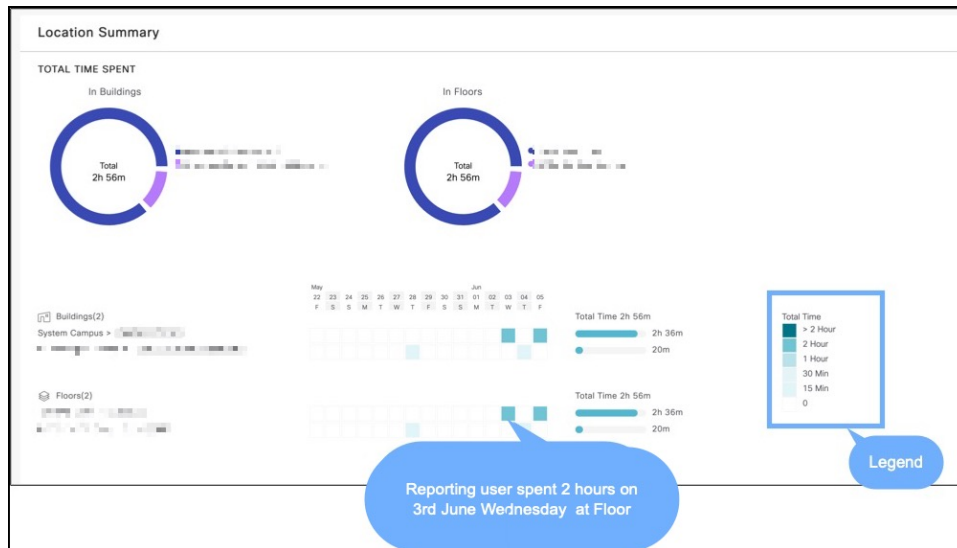 Location Summary
TOTAL TIME SPENT
In Buildings
In Floors
Total
2h 56m
Total
2h 56m
May Jun
22 23 24 25 26 27 28 29 30 31 01 02 03 04 05
F S S M T W T F S S M T W T F
Buildings(2)
Total Time 2h 56m
System Campus >
2h 36m
20m
Floors(2)
Total Time 2h 56m
2h 36m
20m
Total Time
> 2 Hour
2 Hour
1 Hour
30 Min
15 Min
0
Legend
Reporting user spent 2 hours on
3rd June Wednesday at Floor